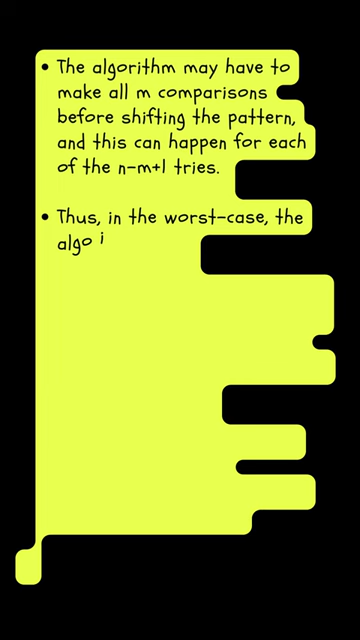 • The algorithm may have to
make all m comparisons
before shifting the pattern,
and this can happen for each
of the n-m+1 tries.
• Thus, in the worst-case, the
algo i